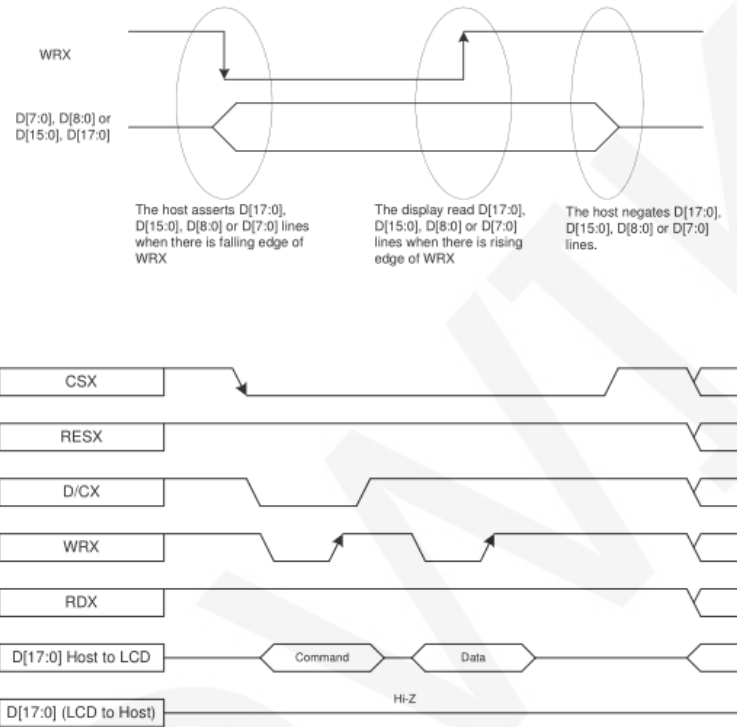 WRX
D[7:0], D[8:0] or
D[15:0], D[17:0]
The host asserts D[17:0],
D[15:0], D[8:0] or D[7:0] lines
when there is falling edge of
WRX
The display read D[17:0],
D[15:0], D[8:0] or D[7:0]
lines when there is rising
edge of WRX
The host negates D[17:0],
D[15:0], D[8:0] or D[7:0]
lines.
CSX
RESX
D/CX
WRX
RDX
D[17:0] Host to LCD
Command
Data
D[17:0] (LCD to Host)
Hi-Z